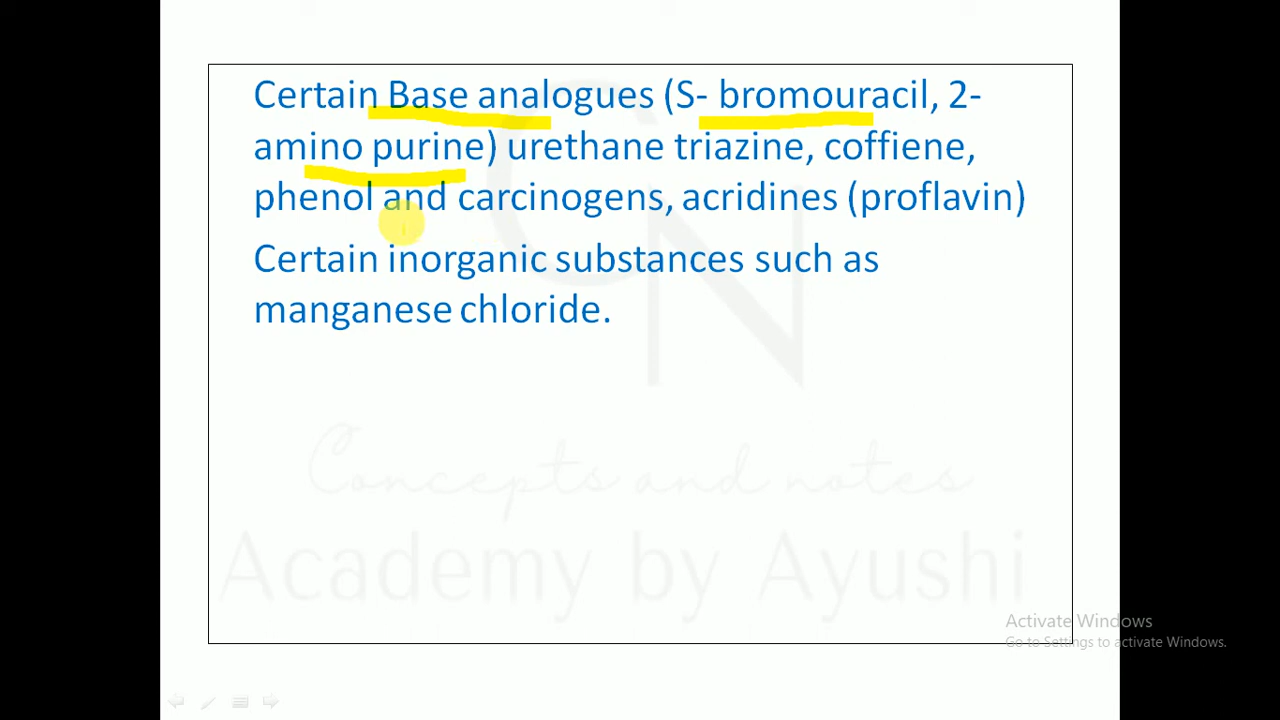 Certain Base analogues (S- bromouracil, 2-
amino purine) urethane triazine, coffiene,
phenol and carcinogens, acridines (proflavin)
Certain inorganic substances such as
manganese chloride.
CN
Concepts and notes
Academy by Ayushi
Activate Windows
Go to Settings to activate Windows.